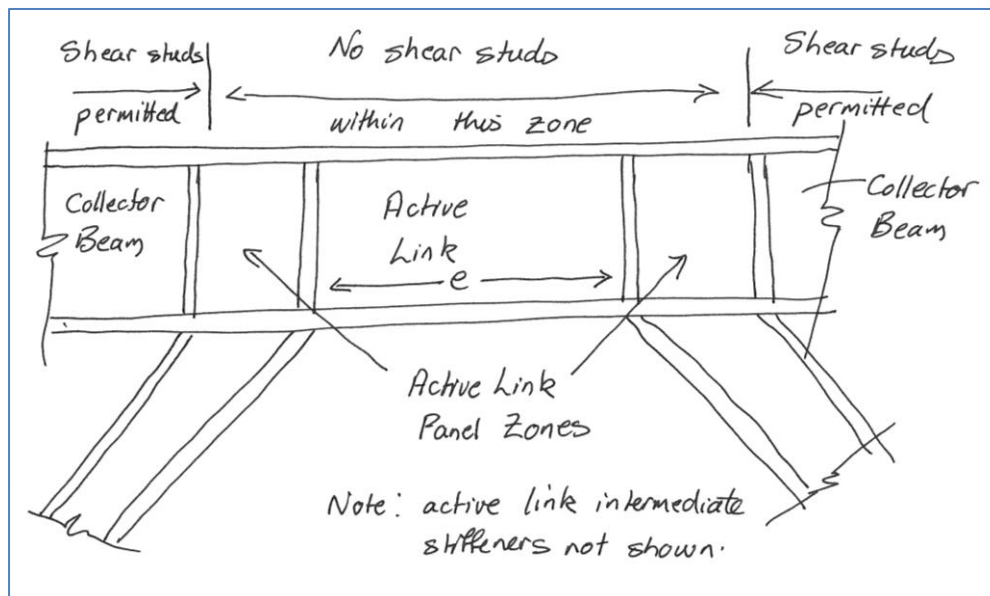 Shear studs
permitted
No shear studs
within this zone
Shear studs
permitted
Collector
Beam
Active
Link
e
Collector
Beam
Active Link
Panel Zones
Note: active link intermediate
stiffeners not shown.